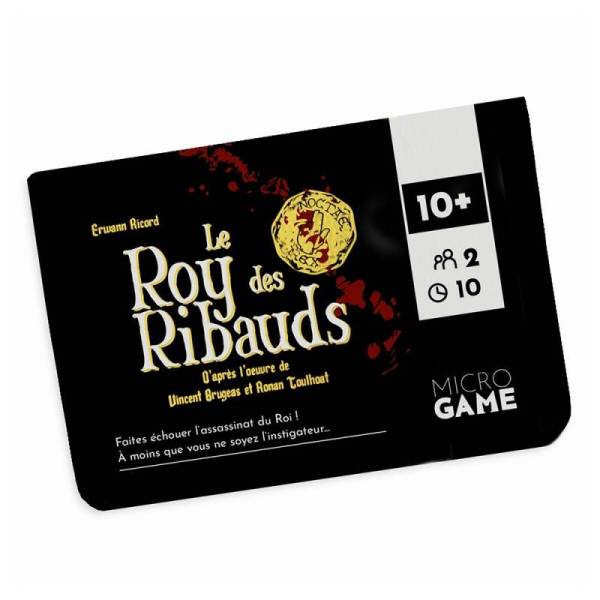 Erwann Ricord
Le
Roy des
Ribauds
D'après l'oeuvre de
Vincent Brugeas et Ronan Toulhoat
Faites échouer l'assassinat du Roi !
À moins que vous ne soyez l'instigateur...
10+
2
10
MICRO
GAME